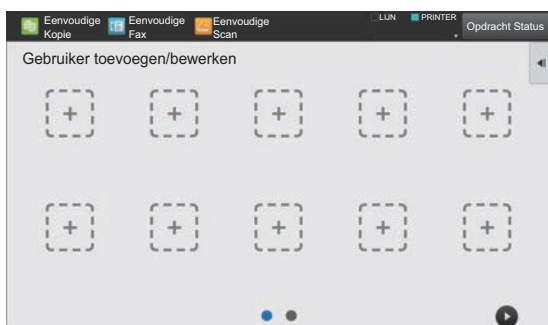 Eenvoudige Kopie
Eenvoudige Fax
Eenvoudige Scan
LIJN
PRINTER
Opdracht Status
Gebruiker toevoegen/bewerken